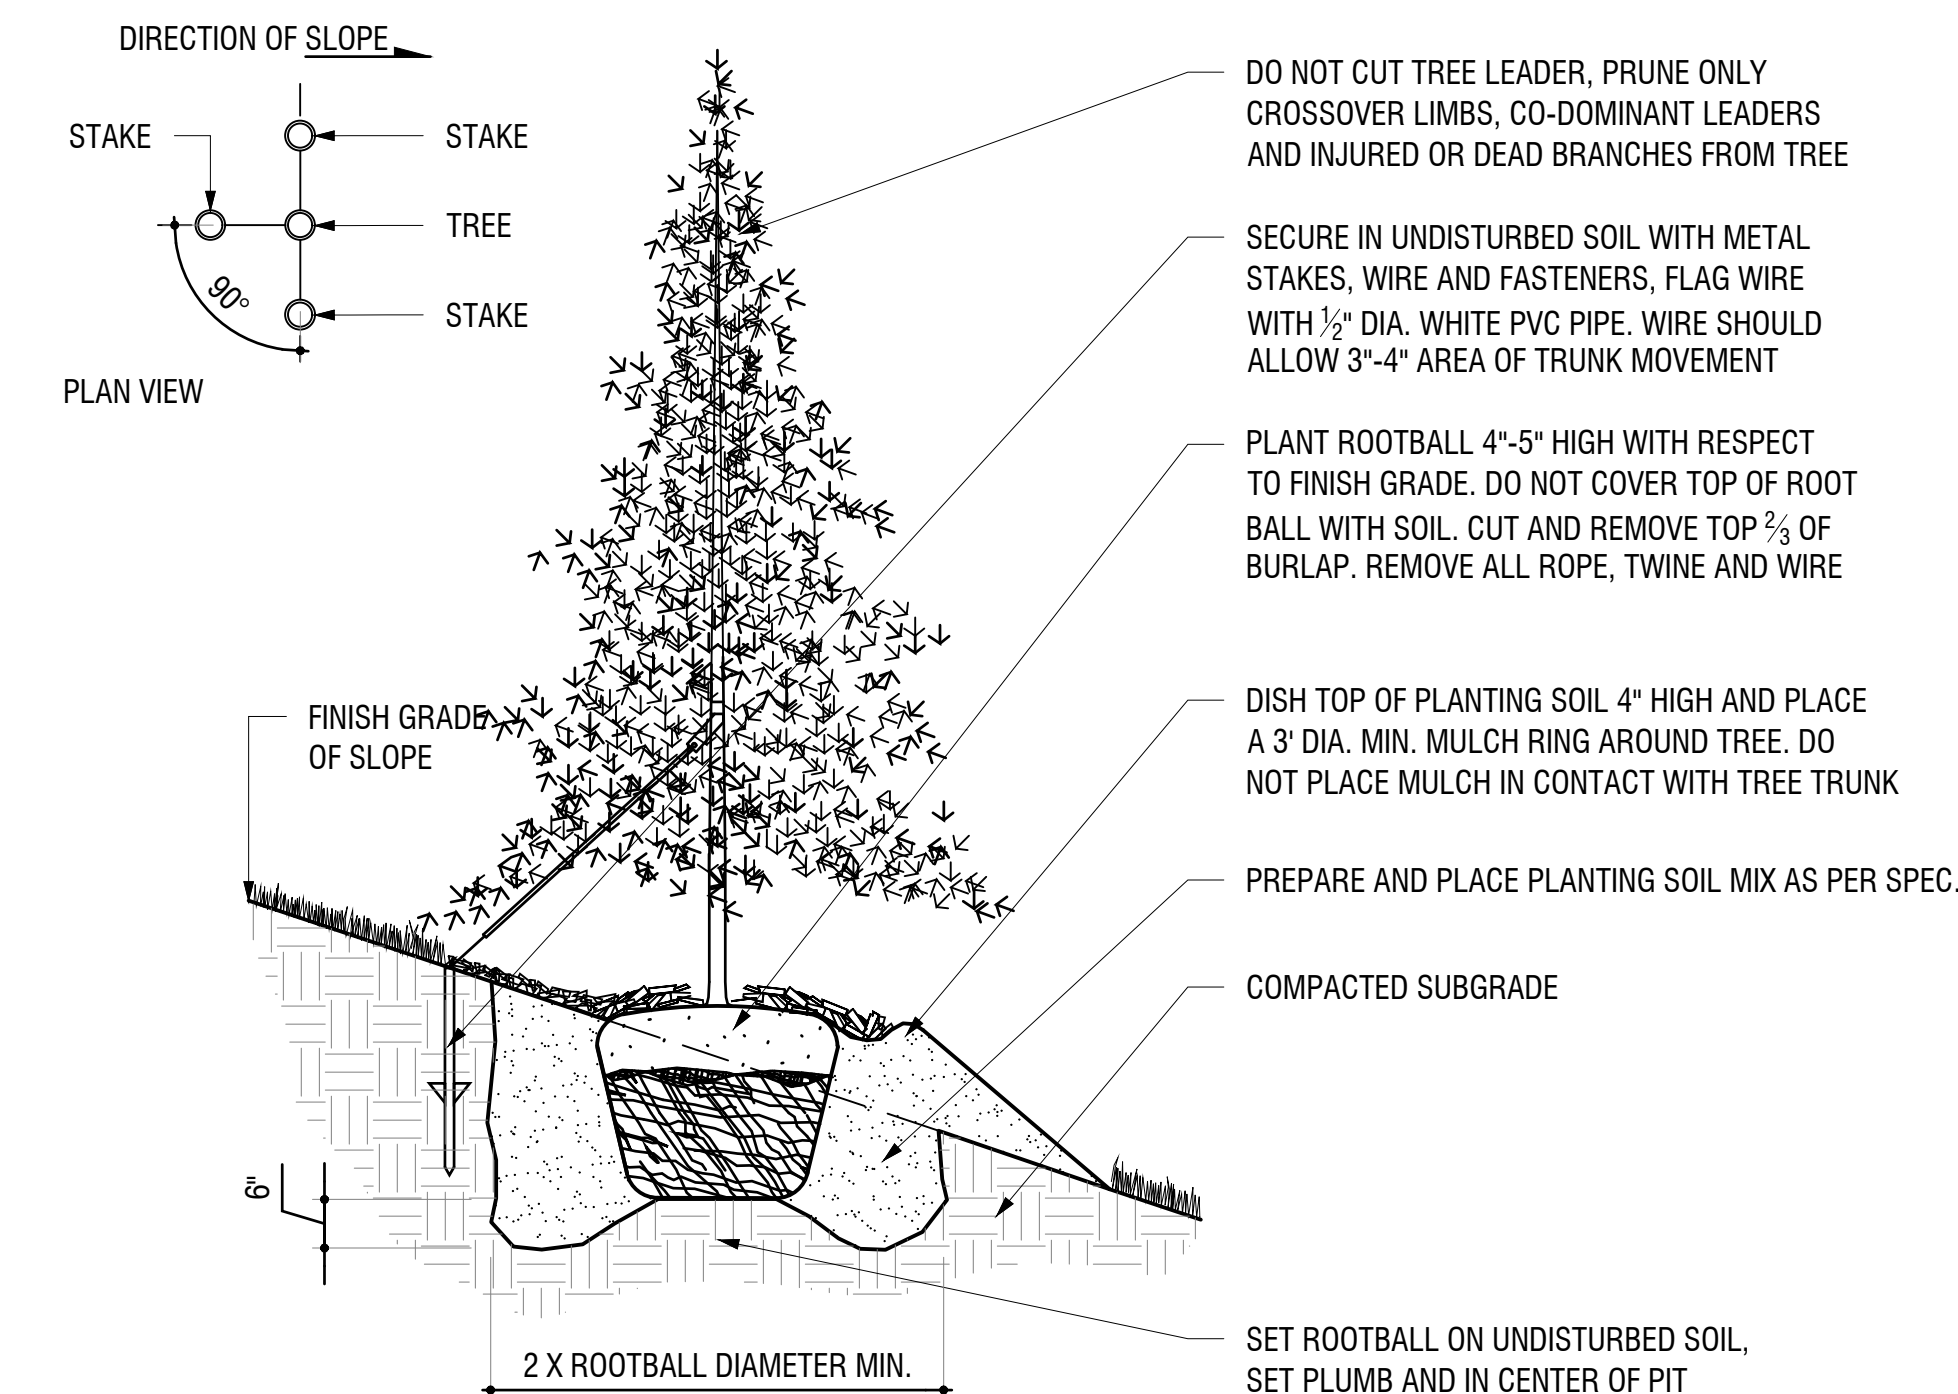 DIRECTION OF SLOPE
STAKE
STAKE
TREE
90°
STAKE
PLAN VIEW
DO NOT CUT TREE LEADER, PRUNE ONLY
CROSSOVER LIMBS, CO-DOMINANT LEADERS
AND INJURED OR DEAD BRANCHES FROM TREE
SECURE IN UNDISTURBED SOIL WITH METAL
STAKES, WIRE AND FASTENERS, FLAG WIRE
WITH 1/2" DIA. WHITE PVC PIPE. WIRE SHOULD
ALLOW 3"-4" AREA OF TRUNK MOVEMENT
PLANT ROOTBALL 4"-5" HIGH WITH RESPECT
TO FINISH GRADE. DO NOT COVER TOP OF ROOT
BALL WITH SOIL. CUT AND REMOVE TOP 2/3 OF
BURLAP. REMOVE ALL ROPE, TWINE AND WIRE
FINISH GRADE
OF SLOPE
DISH TOP OF PLANTING SOIL 4" HIGH AND PLACE
A 3' DIA. MIN. MULCH RING AROUND TREE. DO
NOT PLACE MULCH IN CONTACT WITH TREE TRUNK
PREPARE AND PLACE PLANTING SOIL MIX AS PER SPEC.
COMPACTED SUBGRADE
6"
SET ROOTBALL ON UNDISTURBED SOIL,
SET PLUMB AND IN CENTER OF PIT
2 X ROOTBALL DIAMETER MIN.